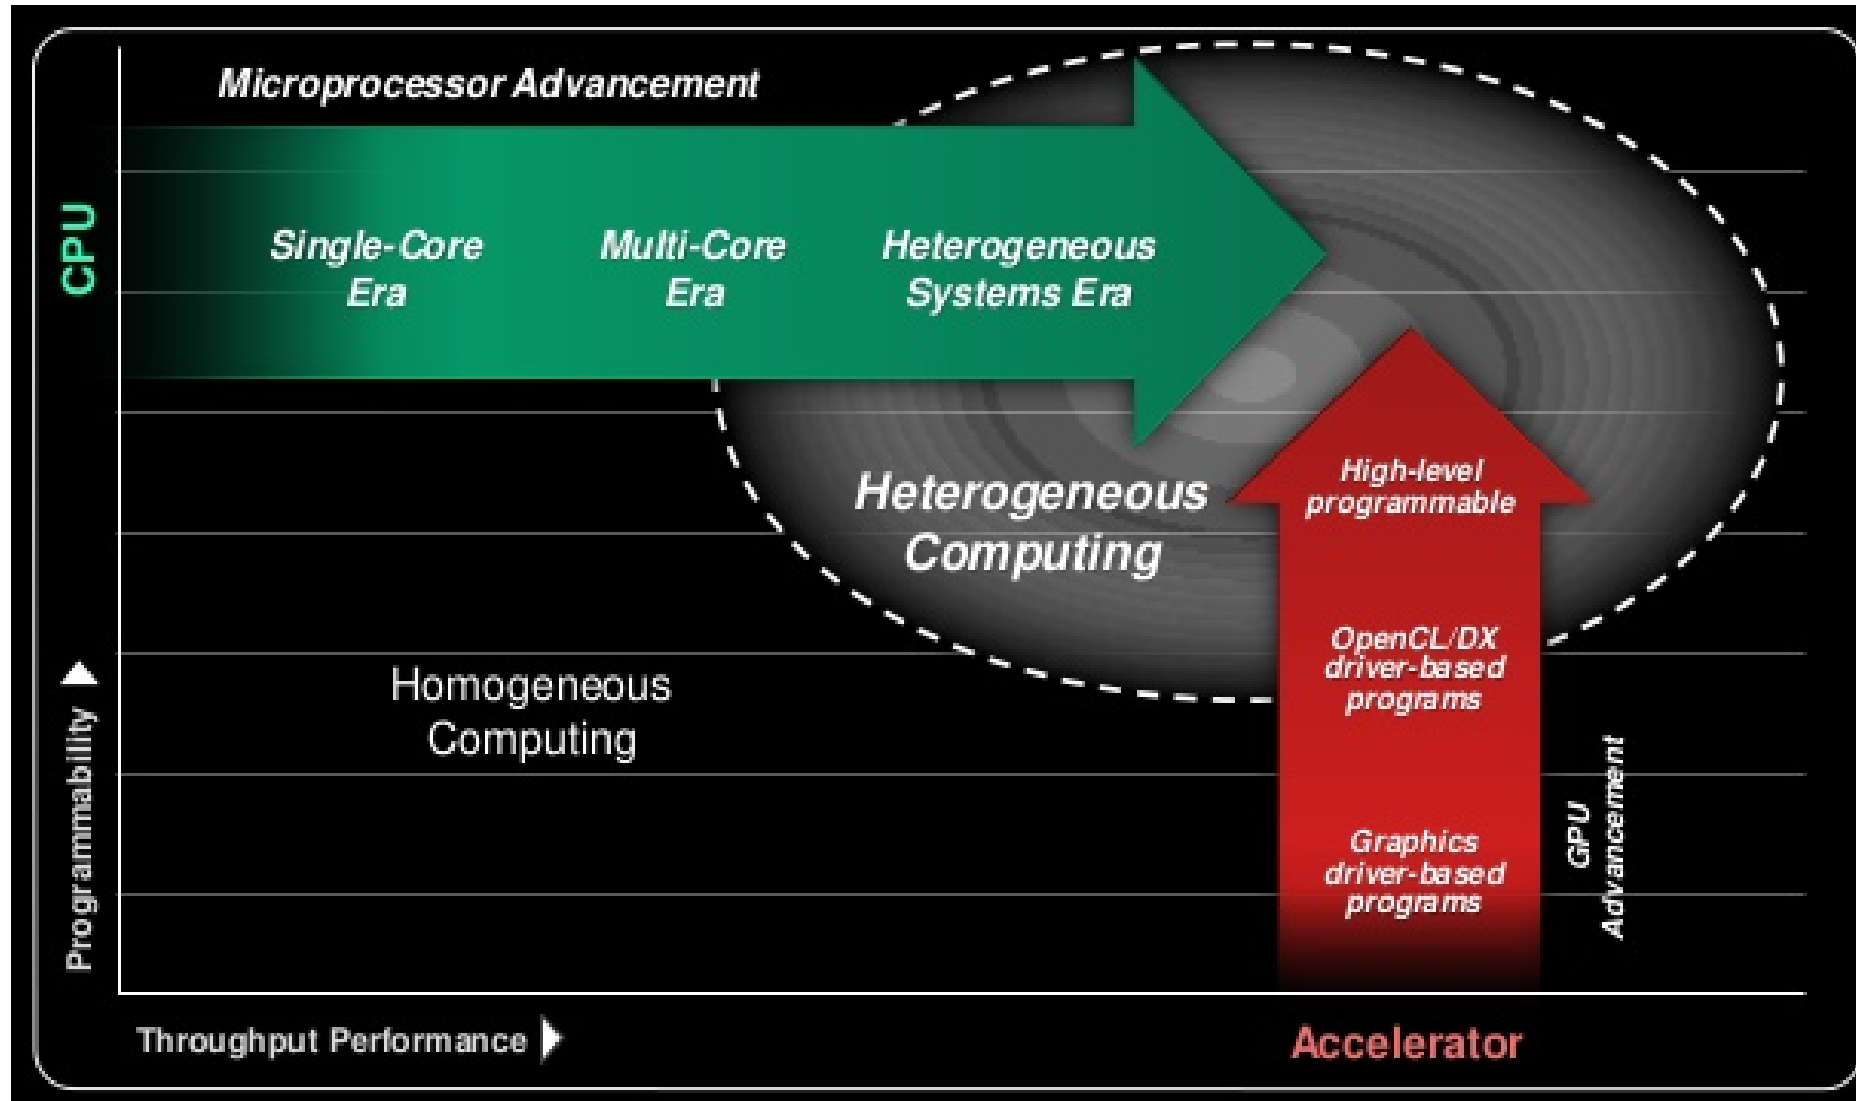 Microprocessor Advancement
CPU
Single-Core
Era
Multi-Core
Era
Heterogeneous
Systems Era
Heterogeneous
Computing
High-level
programmable
OpenCL/DX
driver-based
programs
Graphics
driver-based
programs
GPU
Advancement
Homogeneous
Computing
Programmability
Throughput Performance
Accelerator